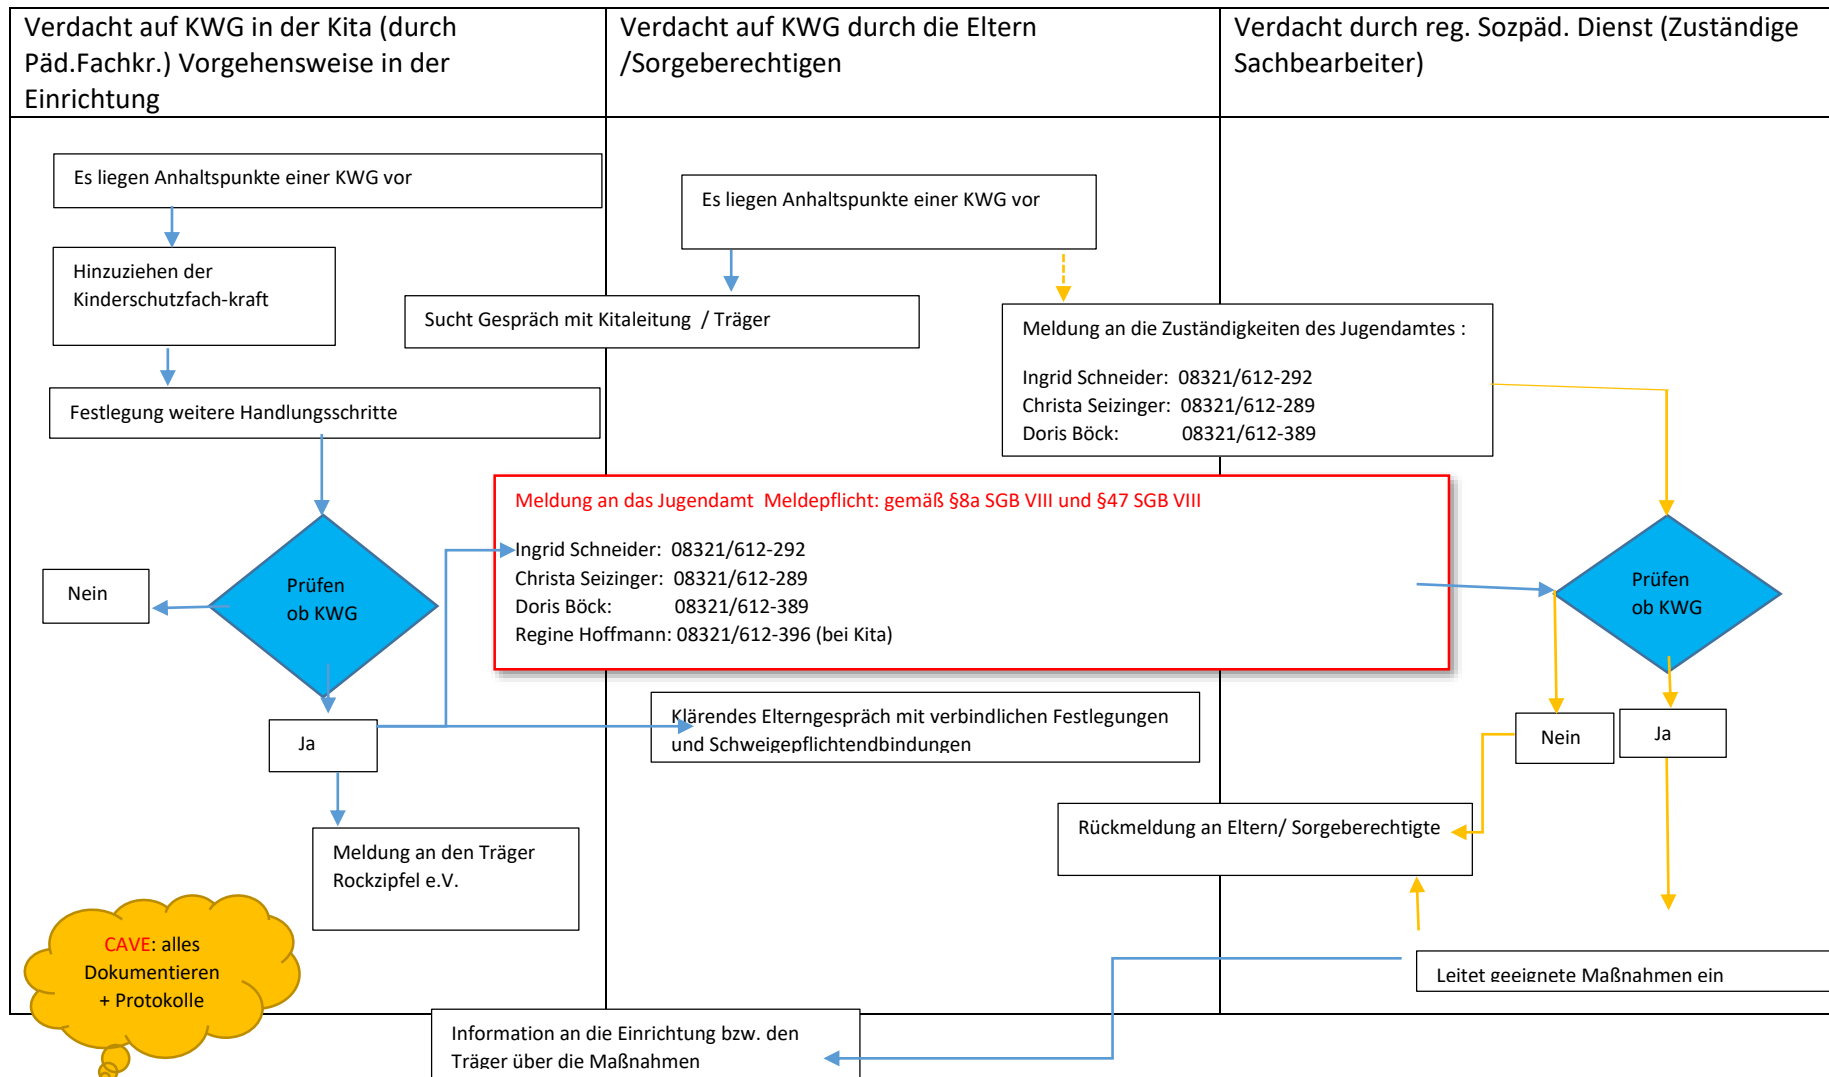 Verdacht auf KWG in der Kita (durch
Päd.Fachkr.) Vorgehensweise in der
Einrichtung
Verdacht auf KWG durch die Eltern
/Sorgeberechtigen
Verdacht durch reg. Sozpäd. Dienst (Zuständige
Sachbearbeiter)
Es liegen Anhaltspunkte einer KWG vor
Hinzuziehen der
Kinderschutzfach-kraft
Festlegung weitere Handlungsschritte
Prüfen
ob KWG
Nein
Ja
Meldung an den Träger
Rockzipfel e.V.
CAVE: alles
Dokumentieren
+ Protokolle
Es liegen Anhaltspunkte einer KWG vor
Sucht Gespräch mit Kitaleitung / Träger
Meldung an die Zuständigkeiten des Jugendamtes :
Ingrid Schneider: 08321/612-292
Christa Seizinger: 08321/612-289
Doris Böck: 08321/612-389
Meldung an das Jugendamt Meldepflicht: gemäß §8a SGB VIII und §47 SGB VIII
Ingrid Schneider: 08321/612-292
Christa Seizinger: 08321/612-289
Doris Böck: 08321/612-389
Regine Hoffmann: 08321/612-396 (bei Kita)
Klärendes Elterngespräch mit verbindlichen Festlegungen
und Schweigepflichtendbindungen
Prüfen
ob KWG
Nein
Ja
Rückmeldung an Eltern/ Sorgeberechtigte
Leitet geeignete Maßnahmen ein
Information an die Einrichtung bzw. den
Träger über die Maßnahmen